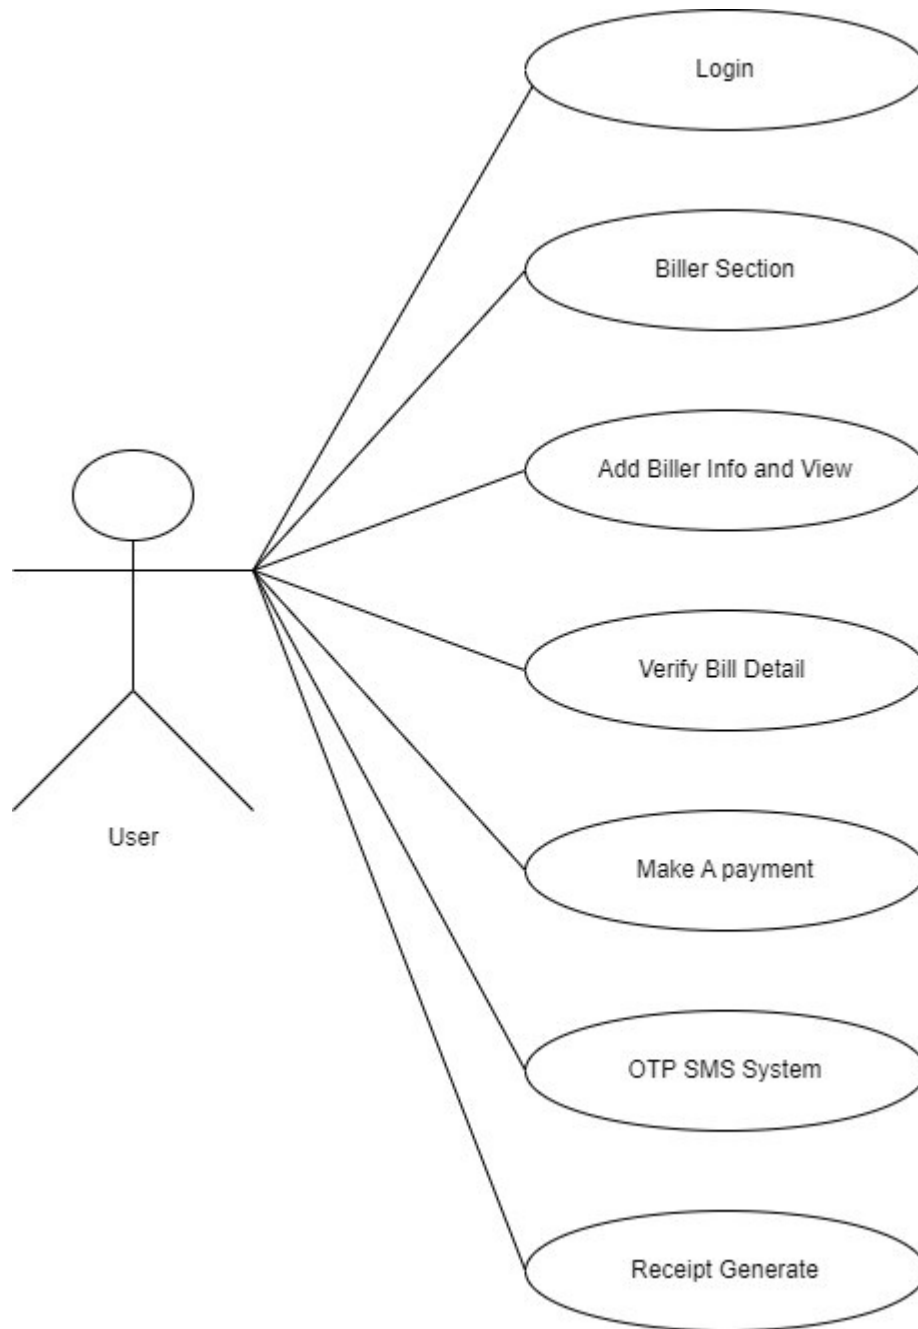 Login
Biller Section
Add Biller Info and View
Verify Bill Detail
User
Make A payment
OTP SMS System
Receipt Generate